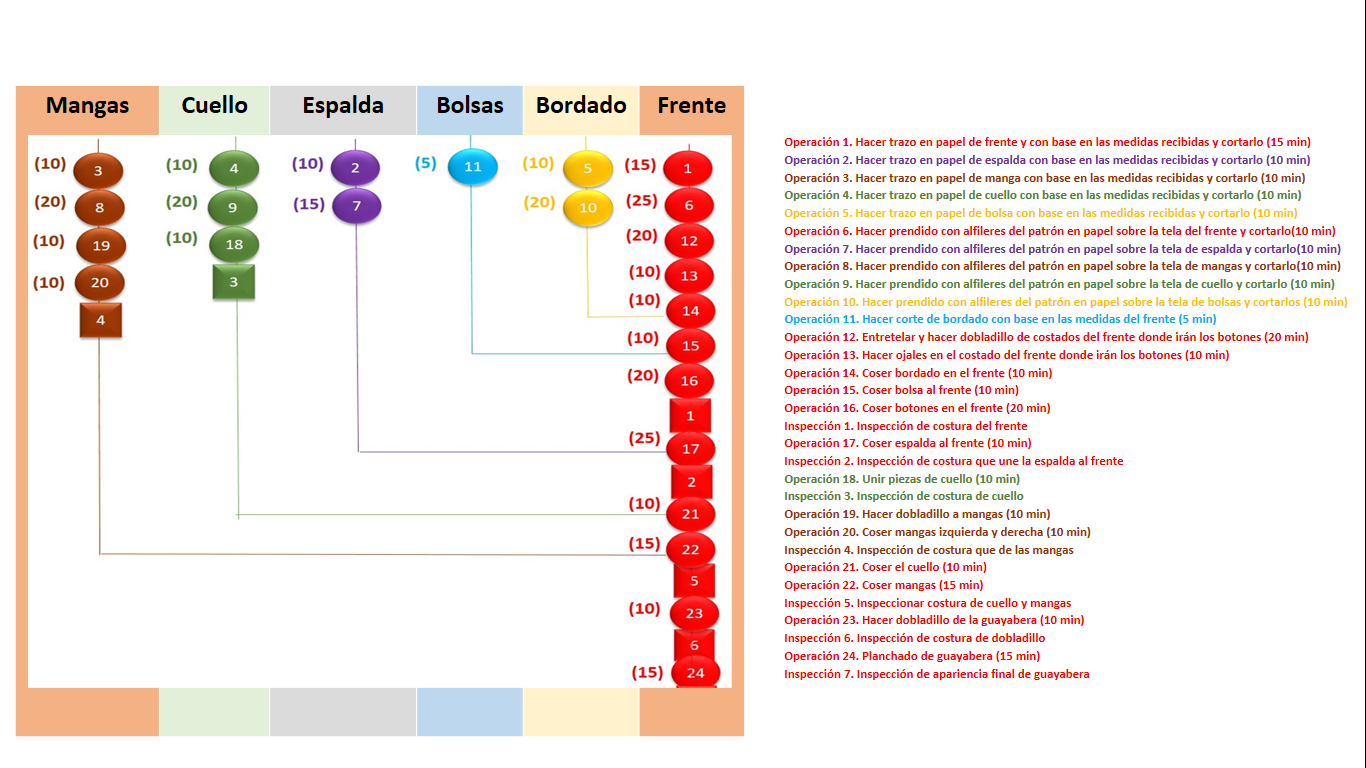 Mangas Cuello Espalda Bolsas Bordado Frente
(10) 3 (10) 4 (10) 2 (5) 11 (10) 5 (15) 1
(20) 8 (20) 9 (15) 7 (20) 10 (25) 6
(10) 19 (10) 18 (20) 12
(10) 20 3 (10) 13
4 (10) 14
(10) 15
(20) 16
1
(25) 17
2
(10) 21
(15) 22
5
(10) 23
6
(15) 24
Operación 1. Hacer trazo en papel de frente y con base en las medidas recibidas y cortarlo (15 min)
Operación 2. Hacer trazo en papel de espalda con base en las medidas recibidas y cortarlo (10 min)
Operación 3. Hacer trazo en papel de manga con base en las medidas recibidas y cortarlo (10 min)
Operación 4. Hacer trazo en papel de cuello con base en las medidas recibidas y cortarlo (10 min)
Operación 5. Hacer trazo en papel de bolsa con base en las medidas recibidas y cortarlo (10 min)
Operación 6. Hacer prendido con alfileres del patrón en papel sobre la tela del frente y cortarlo(10 min)
Operación 7. Hacer prendido con alfileres del patrón en papel sobre la tela de espalda y cortarlo(10 min)
Operación 8. Hacer prendido con alfileres del patrón en papel sobre la tela de mangas y cortarlo(10 min)
Operación 9. Hacer prendido con alfileres del patrón en papel sobre la tela de cuello y cortarlo (10 min)
Operación 10. Hacer prendido con alfileres del patrón en papel sobre la tela de bolsas y cortarlos (10 min)
Operación 11. Hacer corte de bordado con base en las medidas del frente (5 min)
Operación 12. Entretelar y hacer dobladillo de costados del frente donde irán los botones (20 min)
Operación 13. Hacer ojales en el costado del frente donde irán los botones (10 min)
Operación 14. Coser bordado en el frente (10 min)
Operación 15. Coser bolsa al frente (10 min)
Operación 16. Coser botones en el frente (20 min)
Inspección 1. Inspección de costura del frente
Operación 17. Coser espalda al frente (10 min)
Inspección 2. Inspección de costura que une la espalda al frente
Operación 18. Unir piezas de cuello (10 min)
Inspección 3. Inspección de costura de cuello
Operación 19. Hacer dobladillo a mangas (10 min)
Operación 20. Coser mangas izquierda y derecha (10 min)
Inspección 4. Inspección de costura que de las mangas
Operación 21. Coser el cuello (10 min)
Operación 22. Coser mangas (15 min)
Inspección 5. Inspeccionar costura de cuello y mangas
Operación 23. Hacer dobladillo de la guayabera (10 min)
Inspección 6. Inspección de costura de dobladillo
Operación 24. Planchado de guayabera (15 min)
Inspección 7. Inspección de apariencia final de guayabera